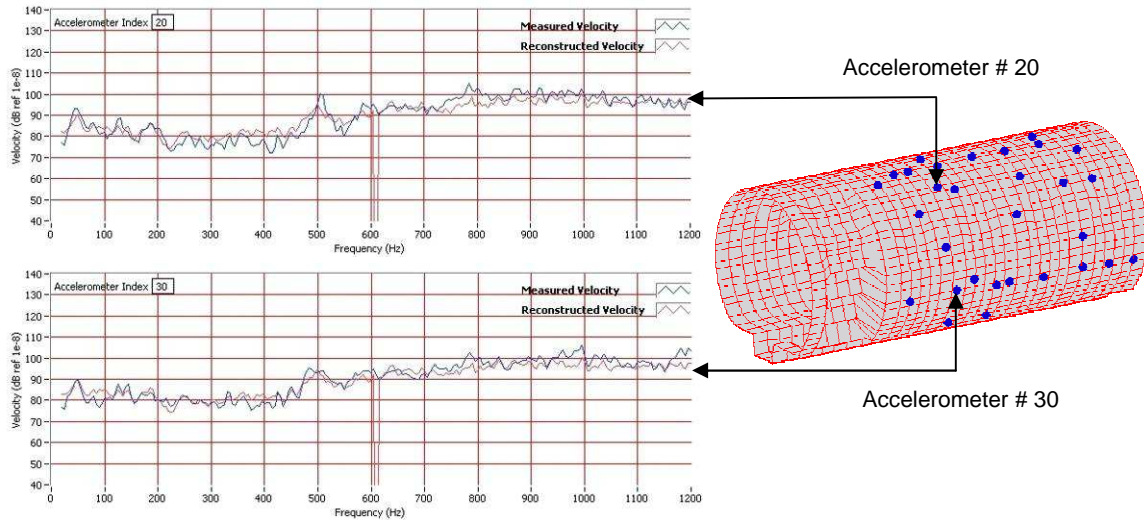 Accelerometer Index 20
Measured Velocity
Reconstructed Velocity
Velocity (dB ref 1e-8)
140
130
120
110
100
90
80
70
60
50
40
0 100 200 300 400 500 600 700 800 900 1000 1100 1200
Frequency (Hz)
Accelerometer # 20
Accelerometer Index 30
Measured Velocity
Reconstructed Velocity
Velocity (dB ref 1e-8)
140
130
120
110
100
90
80
70
60
50
40
0 100 200 300 400 500 600 700 800 900 1000 1100 1200
Frequency (Hz)
Accelerometer # 30